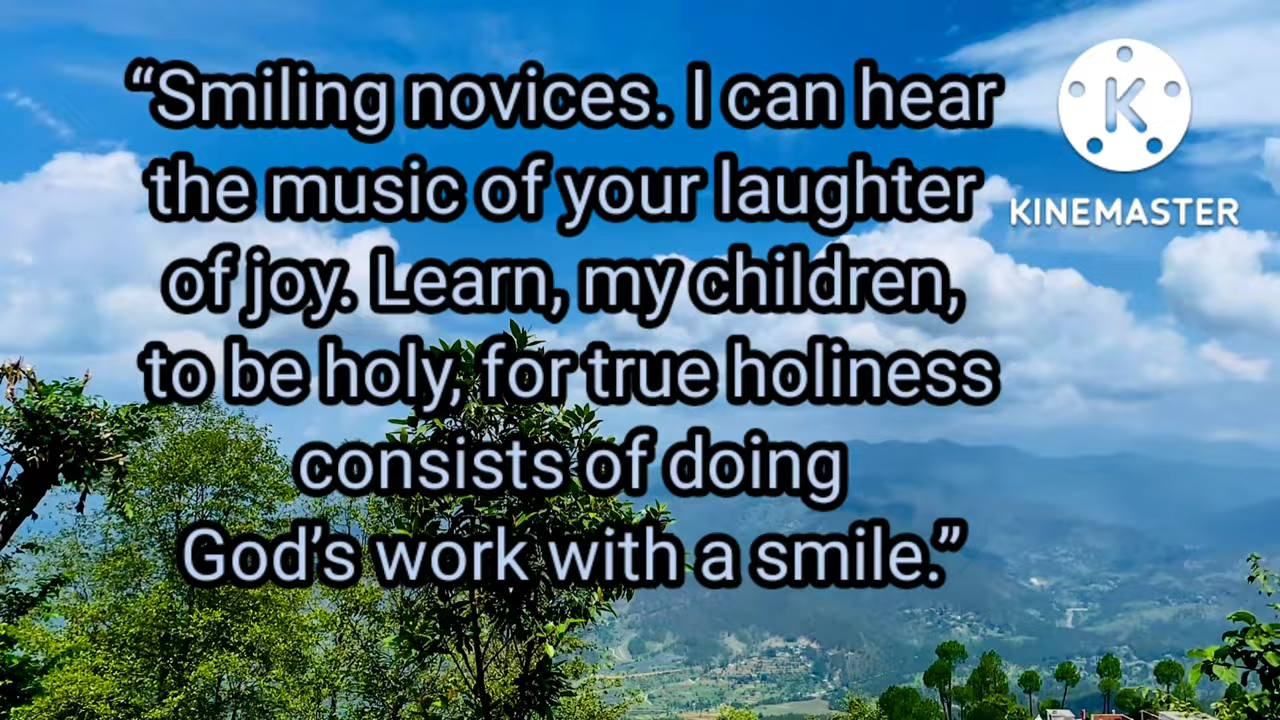 “Smiling novices. I can hear
the music of your laughter
of joy. Learn, my children,
to be holy, for true holiness
consists of doing
God’s work with a smile.”
K
KINEMASTER